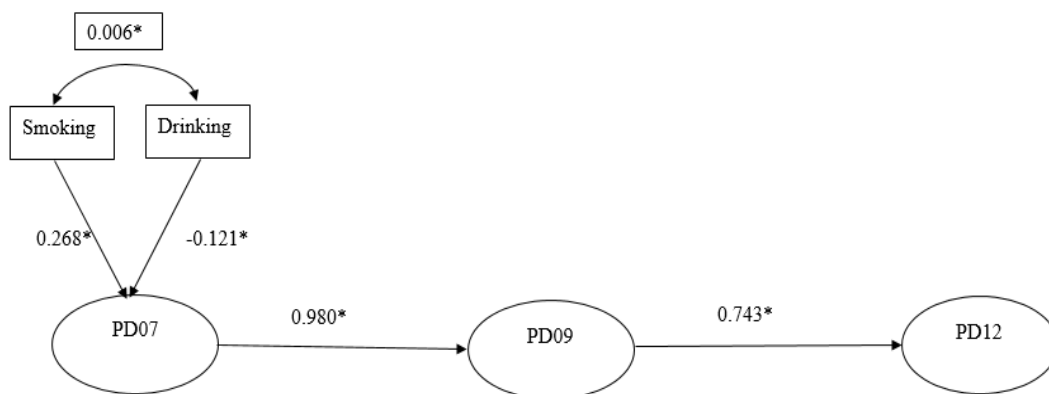 0.006*
Smoking
Drinking
0.268*
-0.121*
PD07
0.980*
PD09
0.743*
PD12